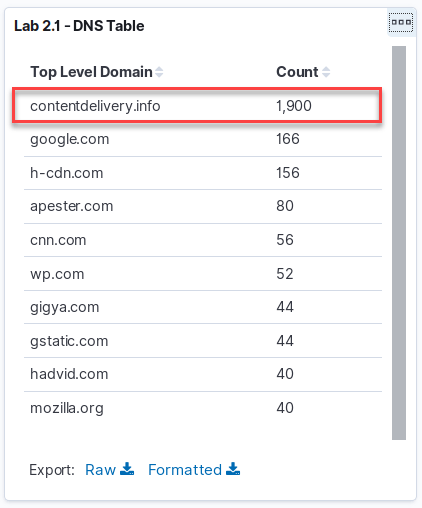 Lab 2.1 - DNS Table
Top Level Domain Count
contentdelivery.info 1,900
google.com 166
h-cdn.com 156
apester.com 80
cnn.com 56
wp.com 52
gigya.com 44
gstatic.com 44
hadvid.com 40
mozilla.org 40
Export: Raw Formatted